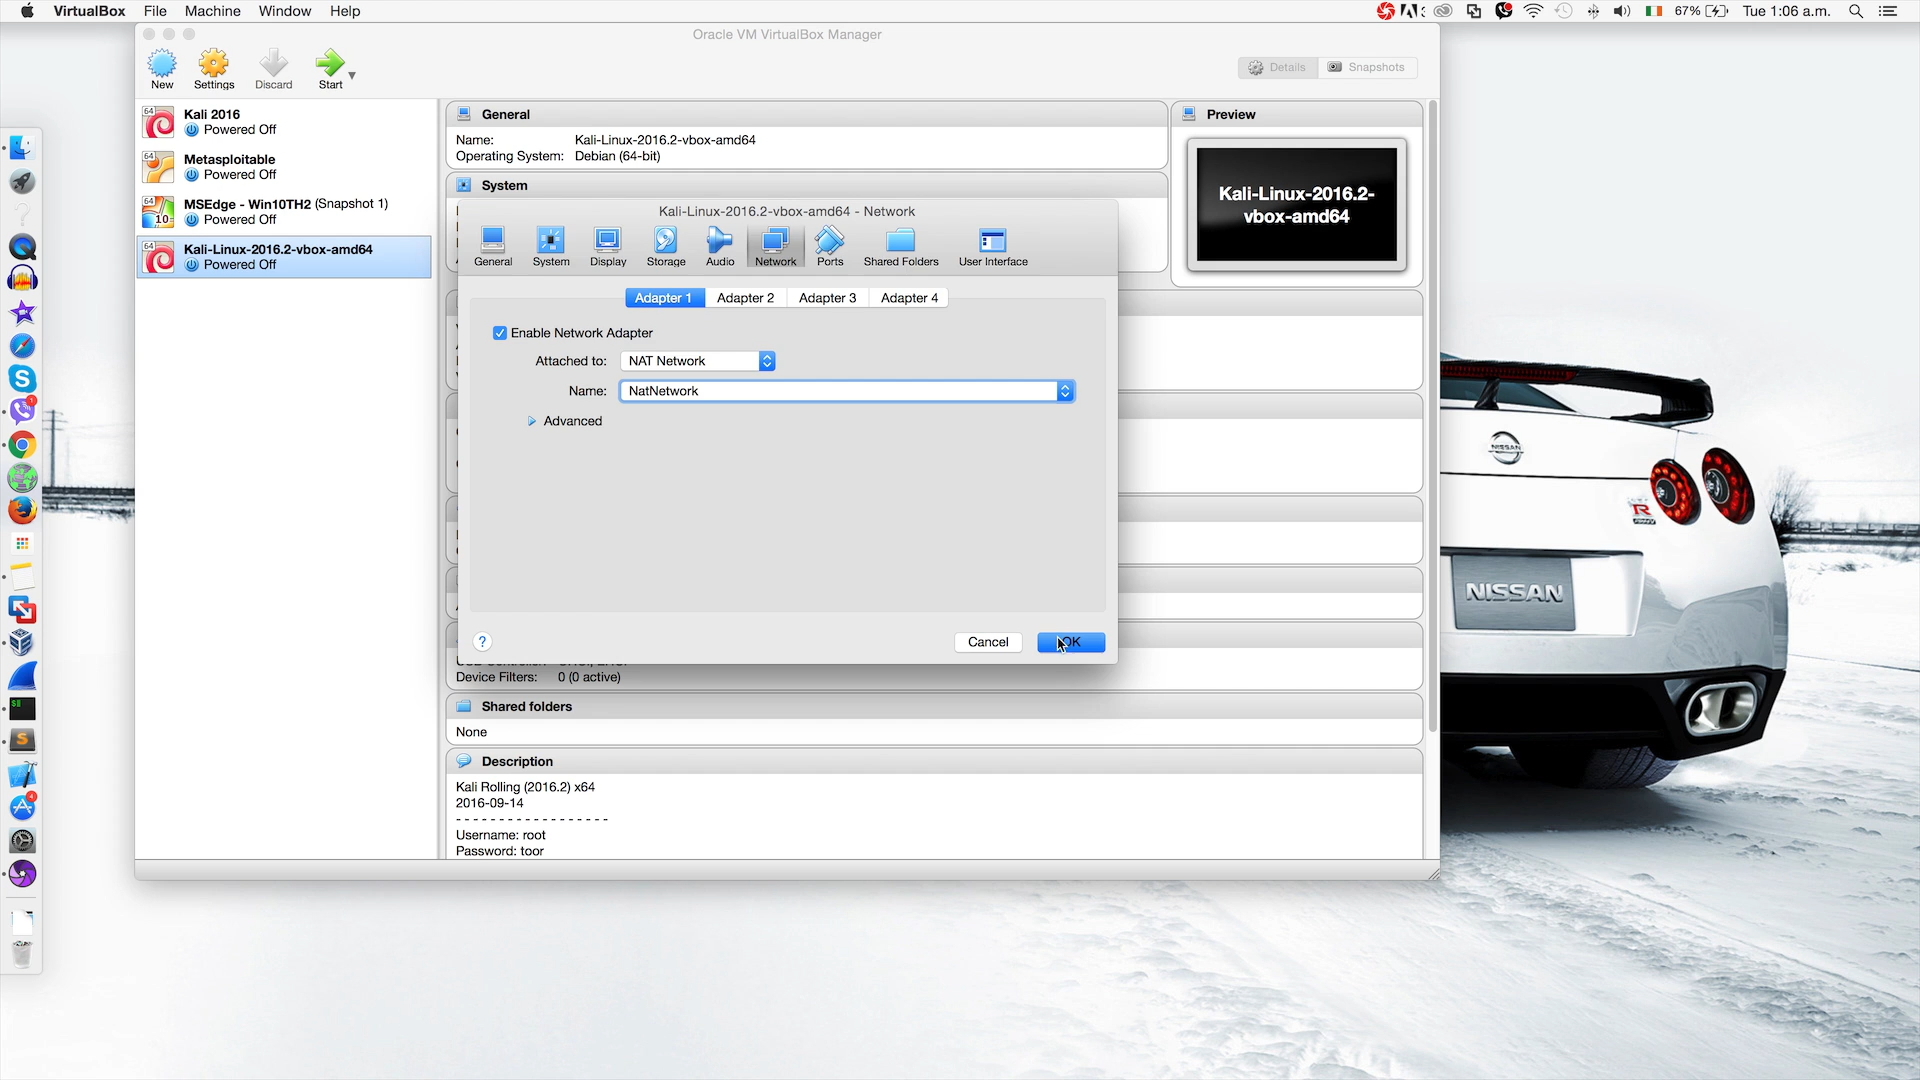 VirtualBox File Machine Window Help
67% Tue 1:06 a.m.
Oracle VM VirtualBox Manager
New Settings Discard Start
Details Snapshots
64 Kali 2016
Powered Off
64 Metasploitable
Powered Off
64 10 MSEdge - Win10TH2 (Snapshot 1)
Powered Off
64 Kali-Linux-2016.2-vbox-amd64
Powered Off
General
Name: Kali-Linux-2016.2-vbox-amd64
Operating System: Debian (64-bit)
System
Preview
Kali-Linux-2016.2-
vbox-amd64
Kali-Linux-2016.2-vbox-amd64 - Network
General System Display Storage Audio Network Ports Shared Folders User Interface
Adapter 1 Adapter 2 Adapter 3 Adapter 4
Enable Network Adapter
Attached to: NAT Network
Name: NatNetwork
Advanced
? Cancel OK
Device Filters: 0 (0 active)
Shared folders
None
Description
Kali Rolling (2016.2) x64
2016-09-14
- - - - - - - - - - - - - - - - - -
Username: root
Password: toor
NISSAN
R
NISSAN